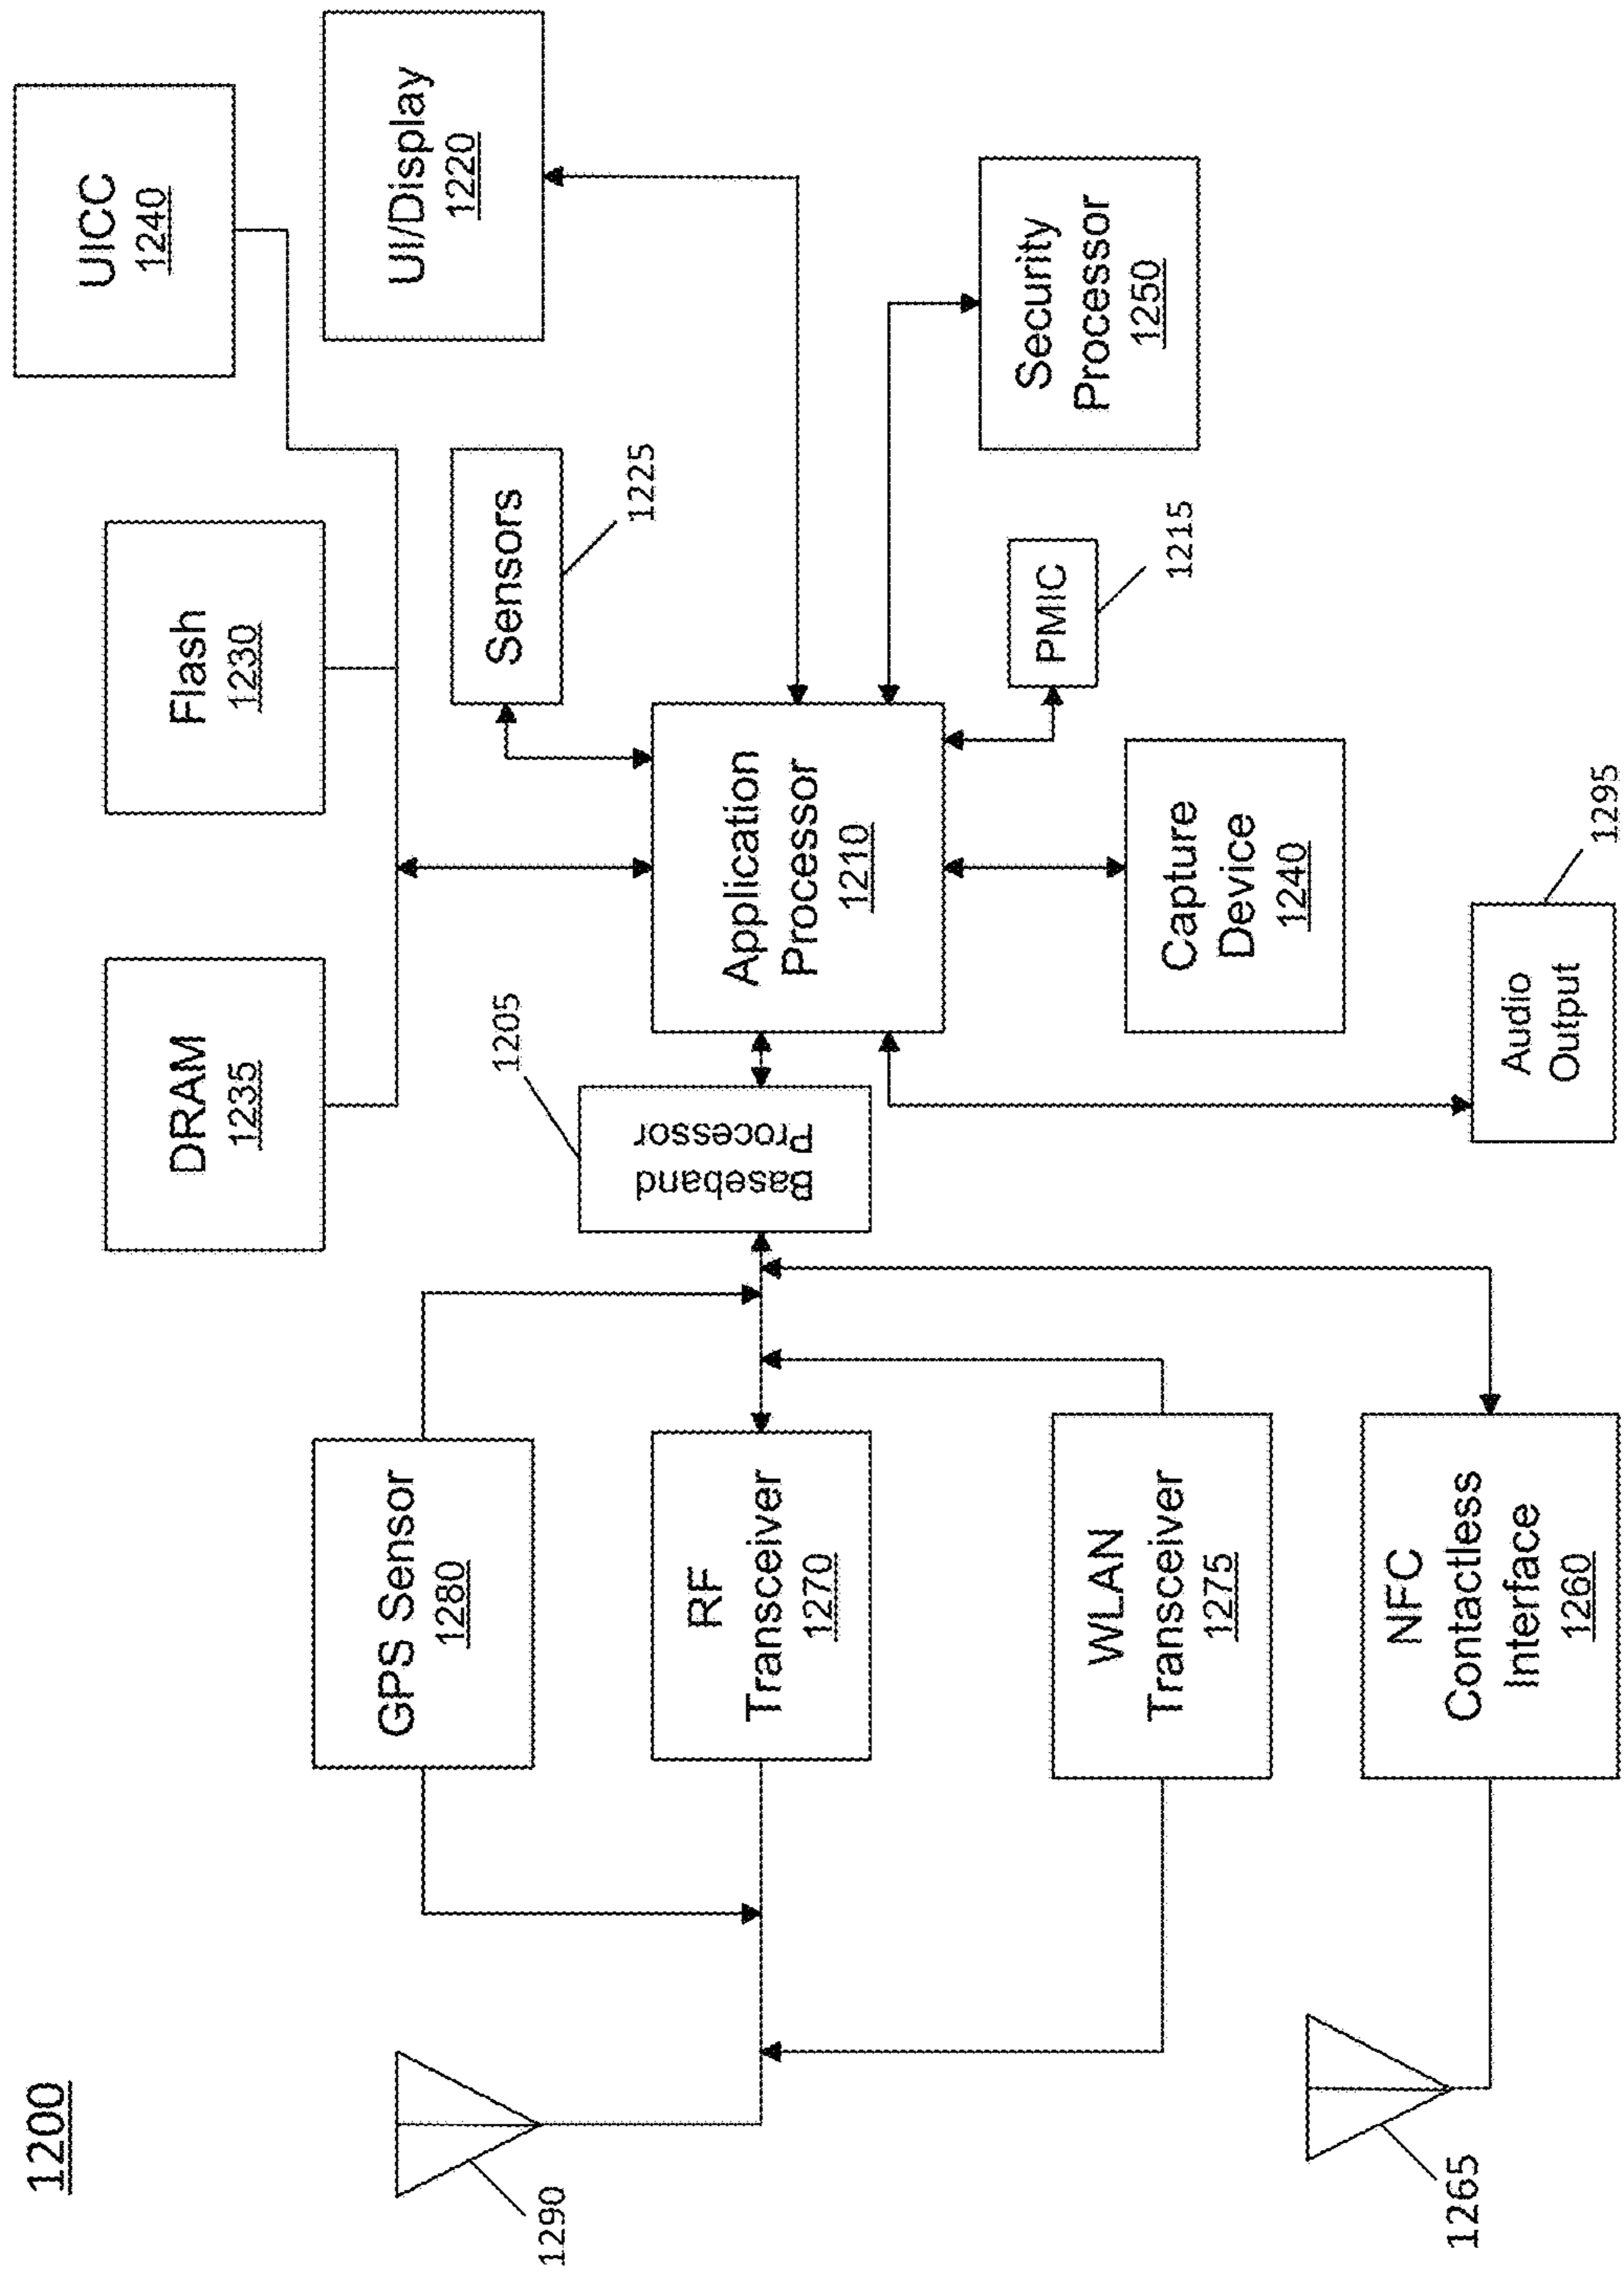 1200
UICC
1240
DRAM
1235
Flash
1230
UI/Display
1220
GPS Sensor
1280
Sensors
1225
1290
1205
Baseband
Processor
RF
Transceiver
1270
Application
Processor
1210
Security
Processor
1250
PMIC
1215
WLAN
Transceiver
1275
Capture
Device
1240
NFC
Contactless
Interface
1260
1265
Audio
Output
1295